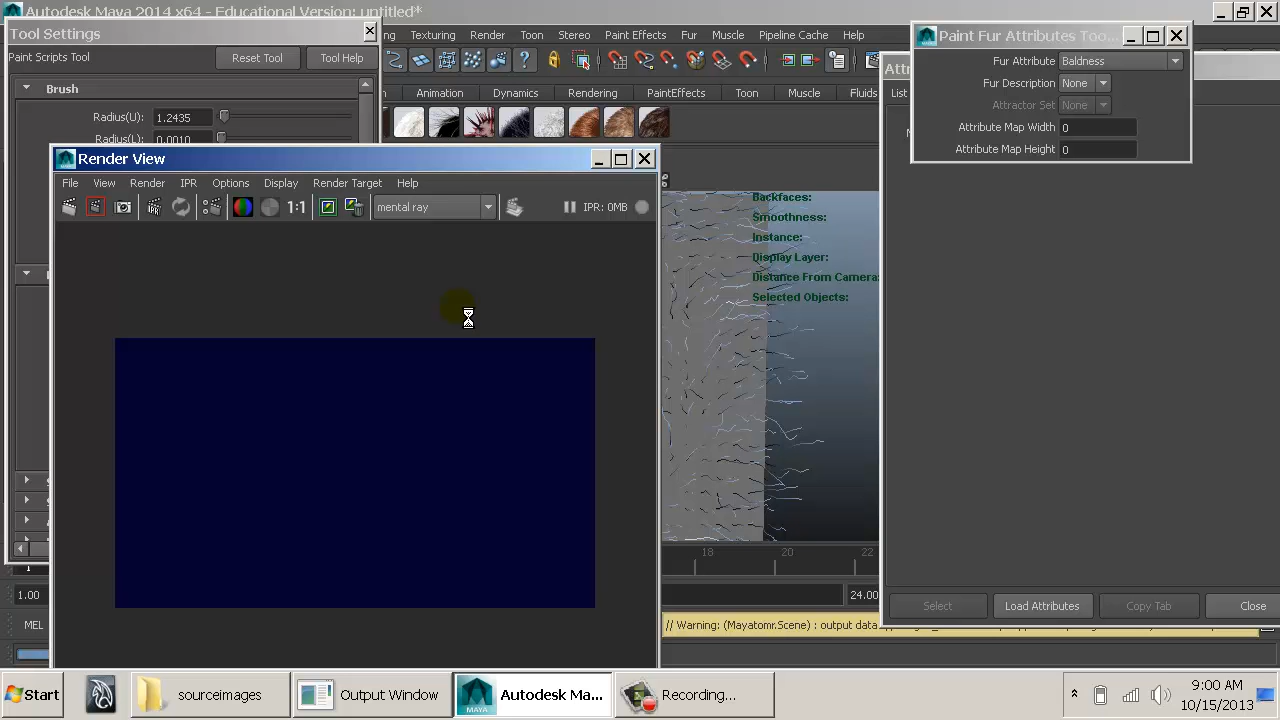 Autodesk Maya 2014 x64 - Educational Version: untitled*
Tool Settings
Paint Scripts Tool
Reset Tool
Tool Help
Brush
Radius(U): 1.2435
Radius(L): 0.0010
Texturing Render Toon Stereo Paint Effects Fur Muscle Pipeline Cache Help
Animation Dynamics Rendering PaintEffects Toon Muscle Fluids
Paint Fur Attributes Too...
Fur Attribute Baldness
Fur Description None
Attractor Set None
Attribute Map Width 0
Attribute Map Height 0
List
Render View
File View Render IPR Options Display Render Target Help
1:1
mental ray
IPR: 0MB
Backfaces:
Smoothness:
Instance:
Display Layer:
Distance From Camera:
Selected Objects:
18 20 22
1.00
24.00
Select
Load Attributes
Copy Tab
Close
MEL
// Warning: (Mayatomr.Scene) : output data
Start
sourceimages
Output Window
MAYA
Autodesk Ma...
Recording...
9:00 AM
10/15/2013